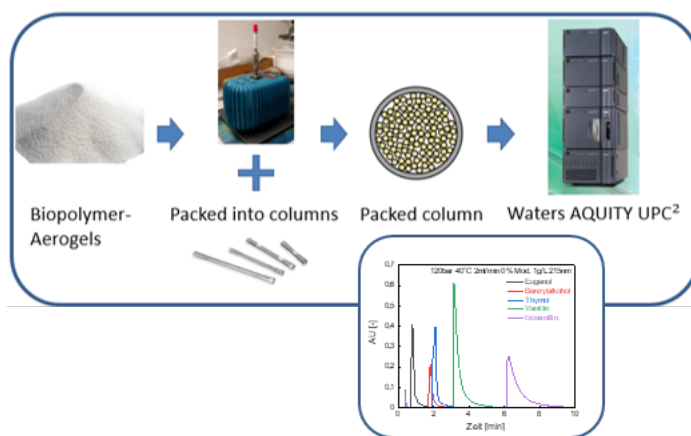 Biopolymer-
Aerogels
Packed into columns
Packed column
Waters AQUITY UPC²
120bar 40°C 2ml/min 0% Mod. 1g/L 215nm
Eugenol
Benzylalkohol
Thymol
Vanillin
Isovanillin
0,7
0,6
0,5
0,4
0,3
0,2
0,1
0
AU [-]
0 2 4 6 8 10
Zeit [min]